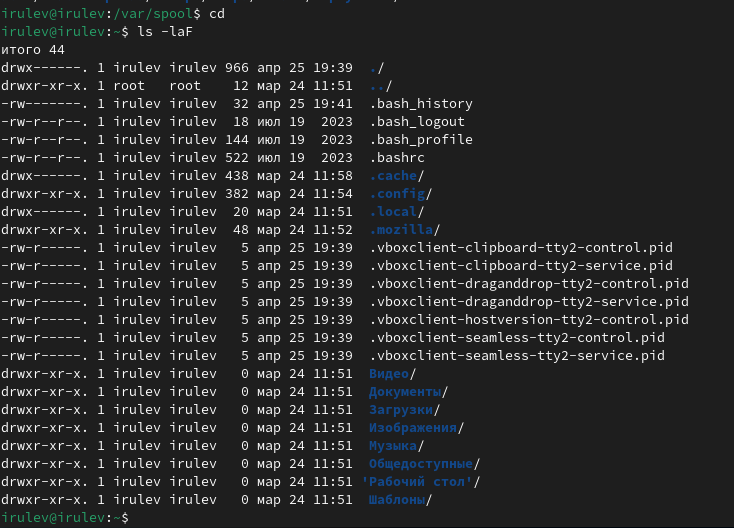 irulev@irulev:/var/spool$ cd
irulev@irulev:~$ ls -laF
итого 44
drwx------. 1 irulev irulev 966 апр 25 19:39  ./
drwxr-xr-x. 1 root   root    12 мар 24 11:51  ../
-rw-------. 1 irulev irulev  32 апр 25 19:41  .bash_history
-rw-r--r--. 1 irulev irulev  18 июл 19  2023  .bash_logout
-rw-r--r--. 1 irulev irulev 144 июл 19  2023  .bash_profile
-rw-r--r--. 1 irulev irulev 522 июл 19  2023  .bashrc
drwx------. 1 irulev irulev 438 мар 24 11:58  .cache/
drwxr-xr-x. 1 irulev irulev 382 мар 24 11:54  .config/
drwx------. 1 irulev irulev  20 мар 24 11:51  .local/
drwxr-xr-x. 1 irulev irulev  48 мар 24 11:52  .mozilla/
-rw-r-----. 1 irulev irulev   5 апр 25 19:39  .vboxclient-clipboard-tty2-control.pid
-rw-r-----. 1 irulev irulev   5 апр 25 19:39  .vboxclient-clipboard-tty2-service.pid
-rw-r-----. 1 irulev irulev   5 апр 25 19:39  .vboxclient-draganddrop-tty2-control.pid
-rw-r-----. 1 irulev irulev   5 апр 25 19:39  .vboxclient-draganddrop-tty2-service.pid
-rw-r-----. 1 irulev irulev   5 апр 25 19:39  .vboxclient-hostversion-tty2-control.pid
-rw-r-----. 1 irulev irulev   5 апр 25 19:39  .vboxclient-seamless-tty2-control.pid
-rw-r-----. 1 irulev irulev   5 апр 25 19:39  .vboxclient-seamless-tty2-service.pid
drwxr-xr-x. 1 irulev irulev   0 мар 24 11:51  Видео/
drwxr-xr-x. 1 irulev irulev   0 мар 24 11:51  Документы/
drwxr-xr-x. 1 irulev irulev   0 мар 24 11:51  Загрузки/
drwxr-xr-x. 1 irulev irulev   0 мар 24 11:51  Изображения/
drwxr-xr-x. 1 irulev irulev   0 мар 24 11:51  Музыка/
drwxr-xr-x. 1 irulev irulev   0 мар 24 11:51  Общедоступные/
drwxr-xr-x. 1 irulev irulev   0 мар 24 11:51 'Рабочий стол'/
drwxr-xr-x. 1 irulev irulev   0 мар 24 11:51  Шаблоны/
irulev@irulev:~$